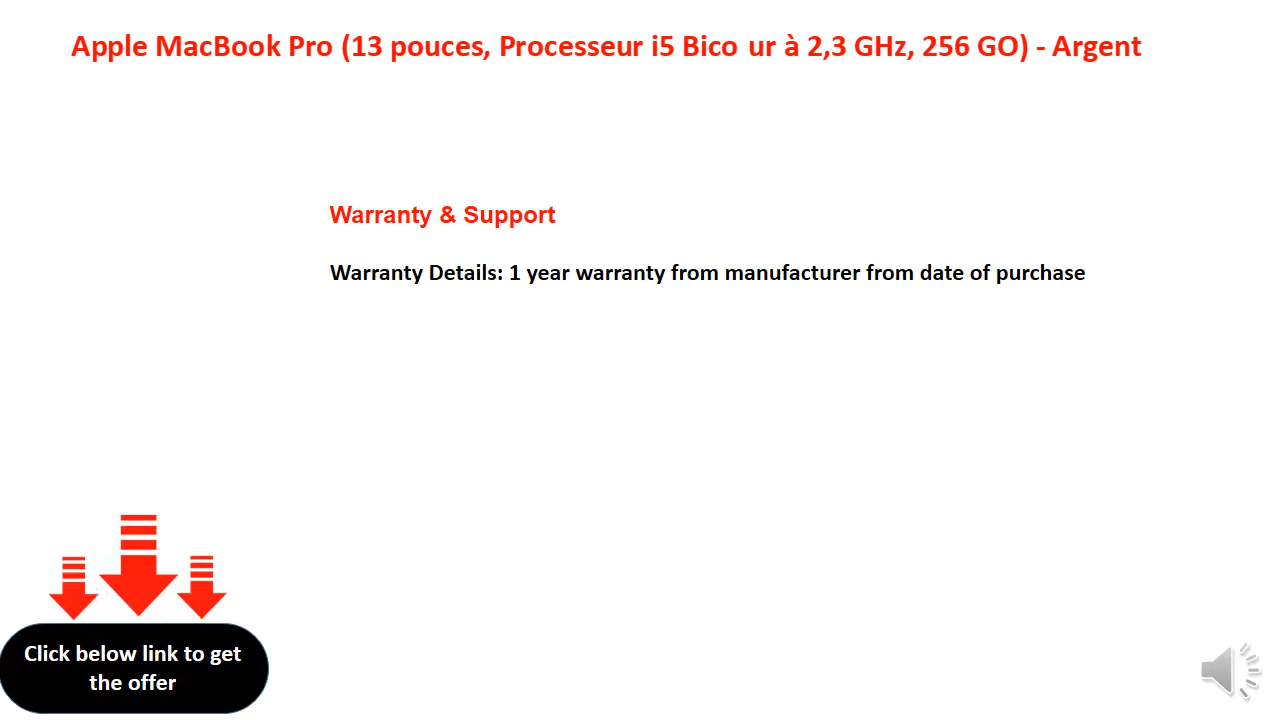 Apple MacBook Pro (13 pouces, Processeur i5 Bico ur à 2,3 GHz, 256 GO) - Argent
Warranty & Support
Warranty Details: 1 year warranty from manufacturer from date of purchase
Click below link to get
the offer